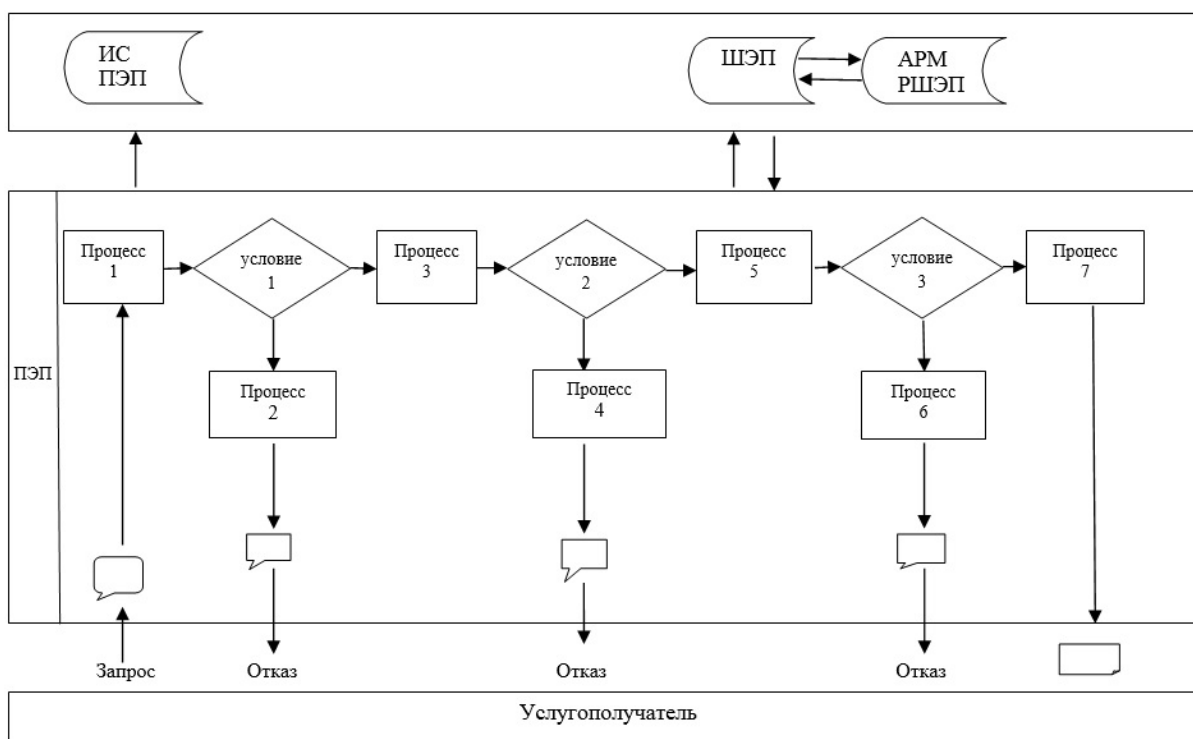 ИС
ПЭП
ШЭП
АРМ
РШЭП
Процесс
1
условие
1
Процесс
3
условие
2
Процесс
5
условие
3
Процесс
7
ПЭП
Процесс
2
Процесс
4
Процесс
6
Запрос
Отказ
Отказ
Отказ
Услугополучатель